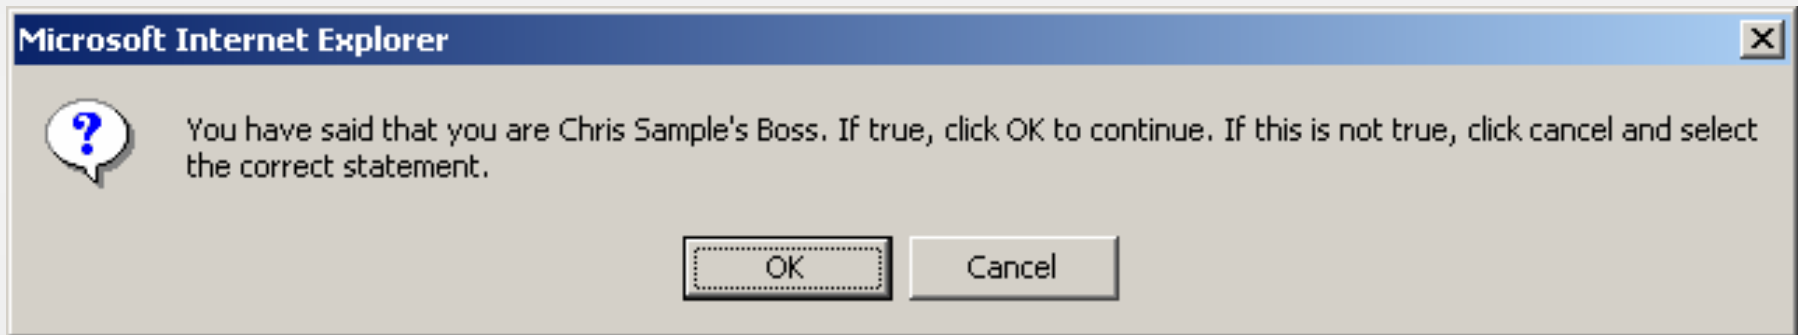 Microsoft Internet Explorer
You have said that you are Chris Sample's Boss. If true, click OK to continue. If this is not true, click cancel and select
the correct statement.
OK Cancel